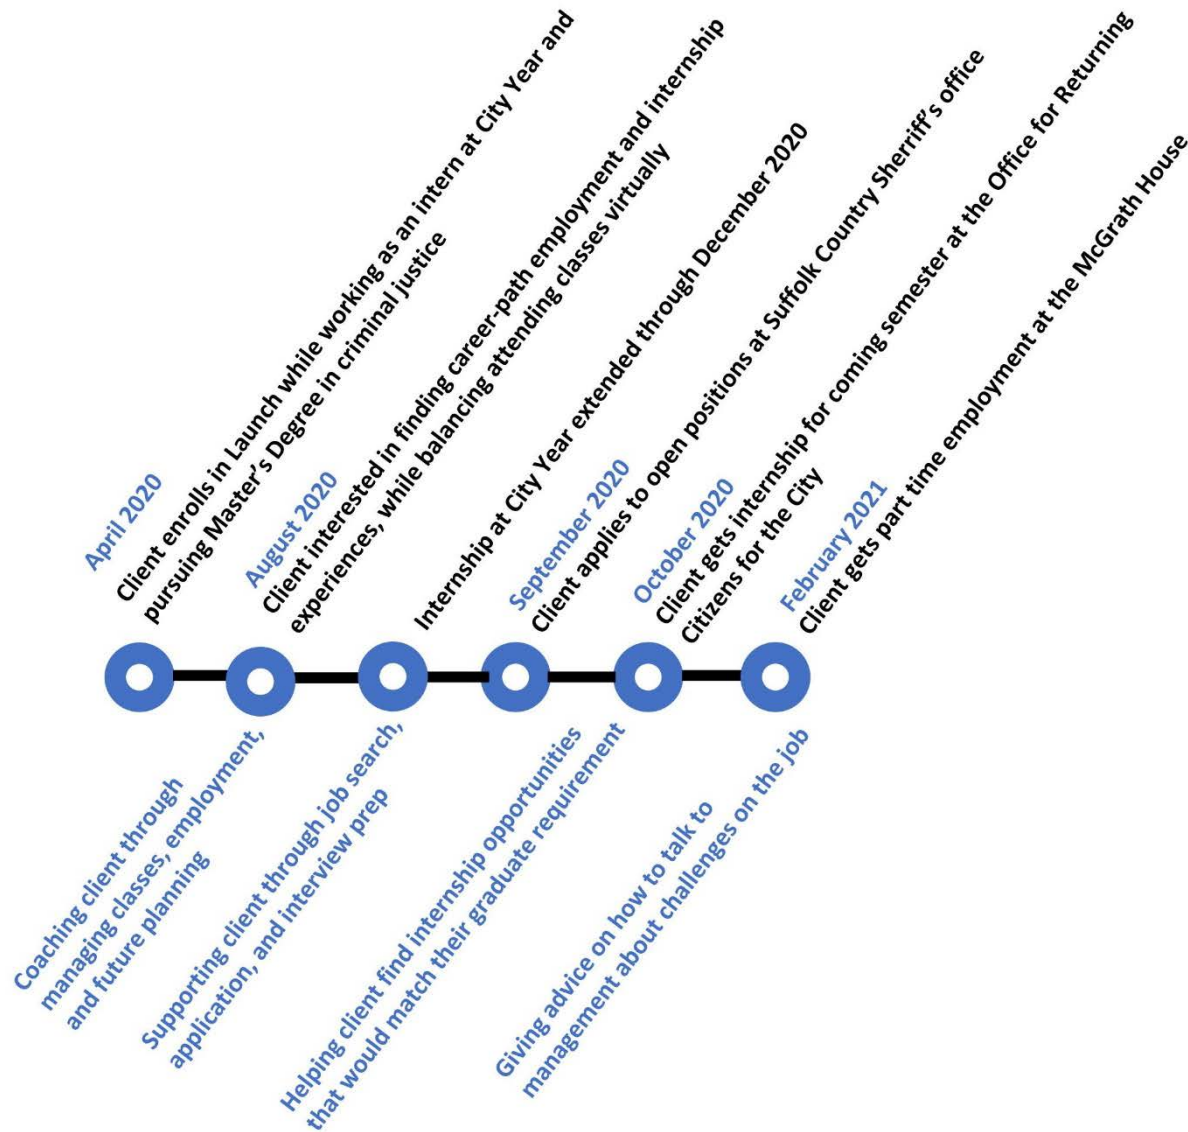 April 2020
Client enrolls in Launch while working as an intern at City Year and
pursuing Master's Degree in criminal justice
August 2020
Client interested in finding career-path employment and internship
experiences, while balancing attending classes virtually
Internship at City Year extended through December 2020
September 2020
Client applies to open positions at Suffolk Country Sherriff's office
October 2020
Client gets internship for coming semester at the Office for Returning
Citizens for the City
February 2021
Client gets part time employment at the McGrath House
Coaching client through
managing classes, employment,
and future planning
Supporting client through job search,
application, and interview prep
Helping client find internship opportunities
that would match their graduate requirement
Giving advice on how to talk to
management about challenges on the job